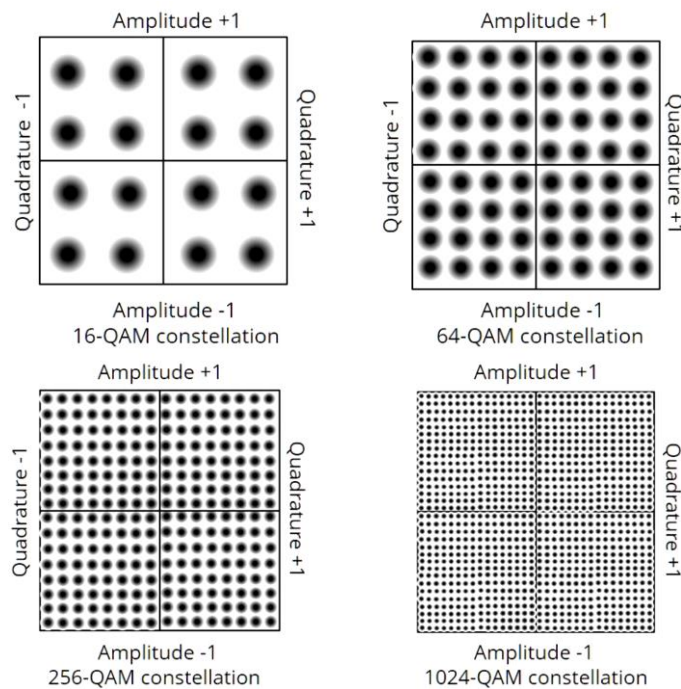 Amplitude +1
Quadrature -1
Quadrature +1
Amplitude -1
16-QAM constellation
Amplitude +1
Quadrature -1
Quadrature +1
Amplitude -1
64-QAM constellation
Amplitude +1
Quadrature -1
Quadrature +1
Amplitude -1
256-QAM constellation
Amplitude +1
Quadrature +1
Amplitude -1
1024-QAM constellation